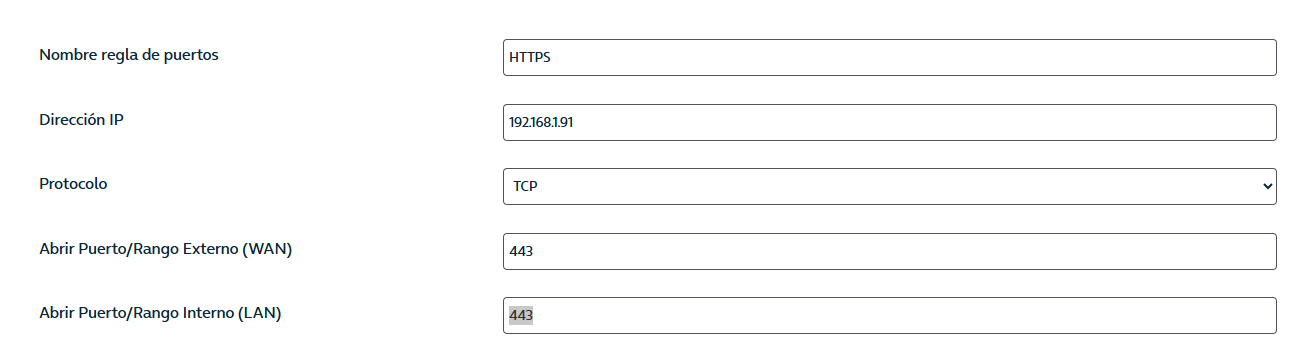 Nombre regla de puertos
HTTPS
Dirección IP
192.168.1.91
Protocolo
TCP
Abrir Puerto/Rango Externo (WAN)
443
Abrir Puerto/Rango Interno (LAN)
443